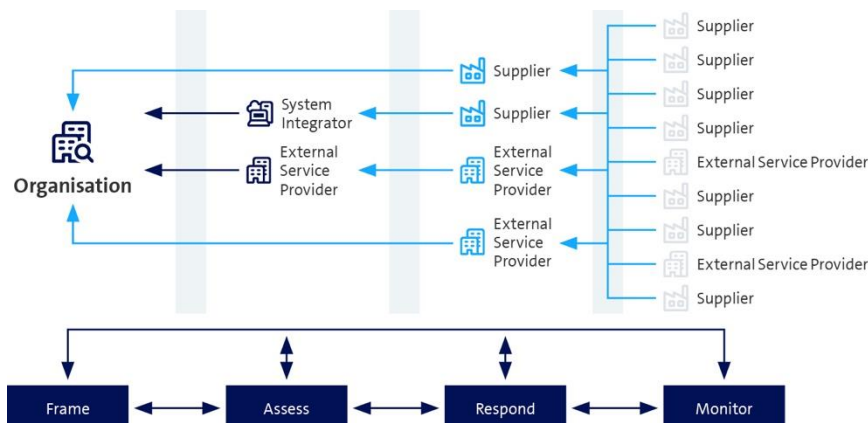 Supplier
Supplier
Supplier
Supplier
External Service Provider
Supplier
Supplier
External Service Provider
Supplier
Supplier
Supplier
External
Service
Provider
External
Service
Provider
System
Integrator
External
Service
Provider
Organisation
Frame
Assess
Respond
Monitor